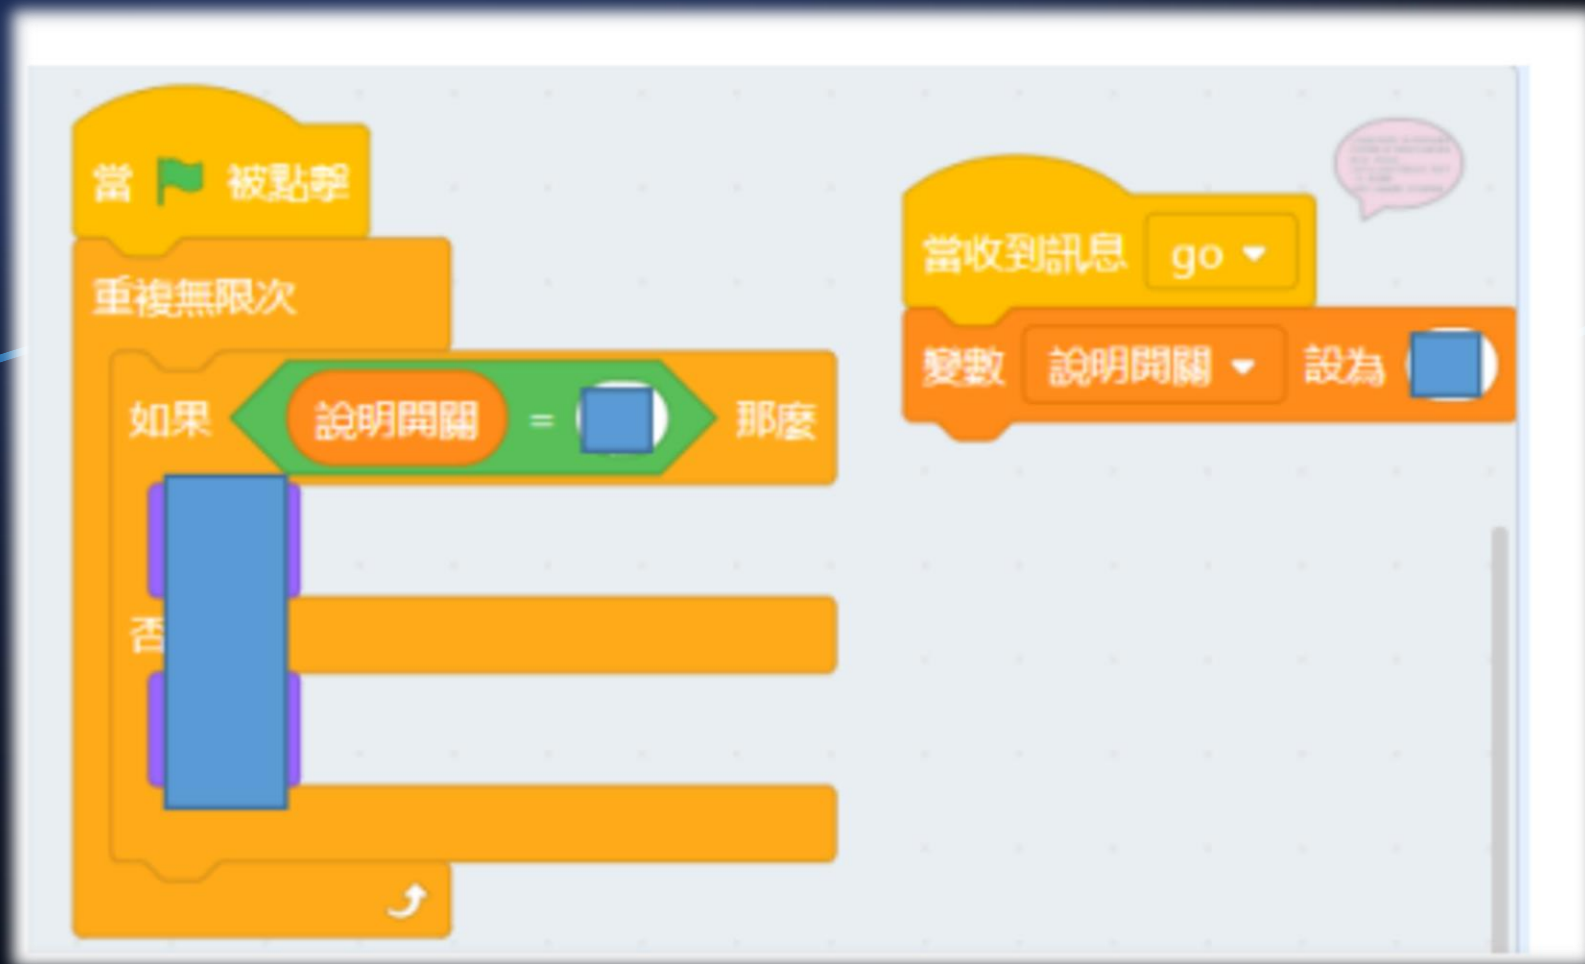 當 被點擊
重複無限次
如果 說明開關 = 那麼
否
當收到訊息 go
變數 說明開關 設為